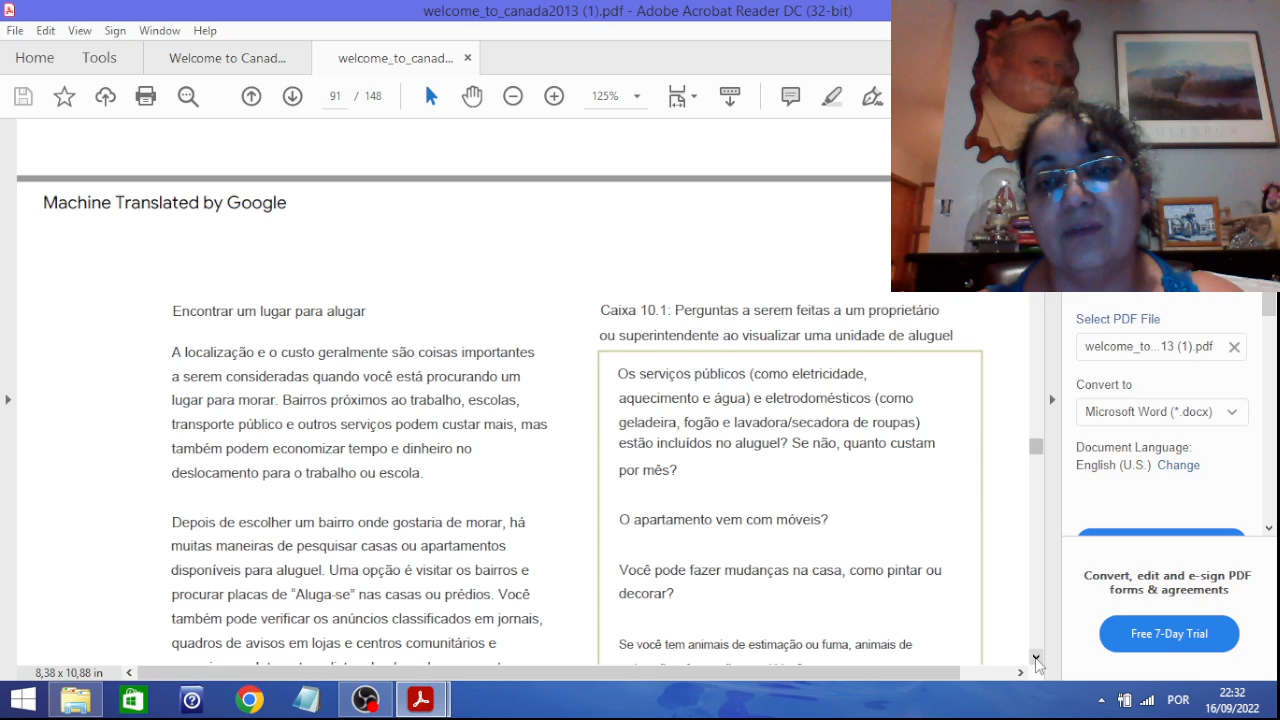 welcome_to_canada2013 (1).pdf - Adobe Acrobat Reader DC (32-bit)
File Edit View Sign Window Help
Home Tools Welcome to Canad... welcome_to_canad... ×
91 / 148 125%
Machine Translated by Google
Encontrar um lugar para alugar
A localização e o custo geralmente são coisas importantes
a serem consideradas quando você está procurando um
lugar para morar. Bairros próximos ao trabalho, escolas,
transporte público e outros serviços podem custar mais, mas
também podem economizar tempo e dinheiro no
deslocamento para o trabalho ou escola.
Depois de escolher um bairro onde gostaria de morar, há
muitas maneiras de pesquisar casas ou apartamentos
disponíveis para aluguel. Uma opção é visitar os bairros e
procurar placas de “Aluga-se” nas casas ou prédios. Você
também pode verificar os anúncios classificados em jornais,
quadros de avisos em lojas e centros comunitários e
Caixa 10.1: Perguntas a serem feitas a um proprietário
ou superintendente ao visualizar uma unidade de aluguel
Os serviços públicos (como eletricidade,
aquecimento e água) e eletrodomésticos (como
geladeira, fogão e lavadora/secadora de roupas)
estão incluídos no aluguel? Se não, quanto custam
por mês?
O apartamento vem com móveis?
Você pode fazer mudanças na casa, como pintar ou
decorar?
Se você tem animais de estimação ou fuma, animais de
Select PDF File
welcome_to...13 (1).pdf
Convert to
Microsoft Word (*.docx)
Document Language:
English (U.S.) Change
Convert, edit and e-sign PDF
forms & agreements
Free 7-Day Trial
8,38 x 10,88 in
POR
22:32
16/09/2022